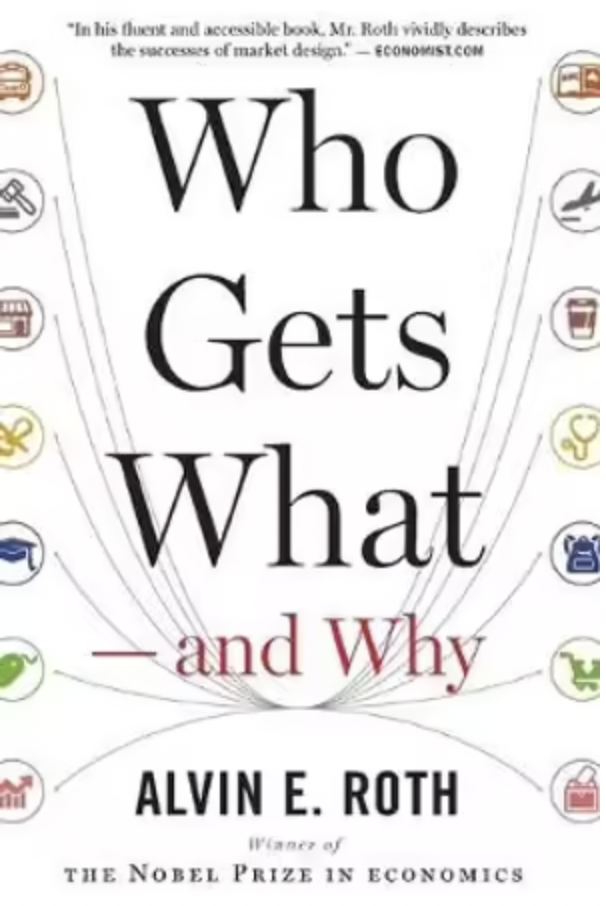 "In his fluent and accessible book, Mr. Roth vividly describes
the successes of market design." — ECONOMIST.COM
Who
Gets
What
—and Why
ALVIN E. ROTH
Winner of
THE NOBEL PRIZE IN ECONOMICS